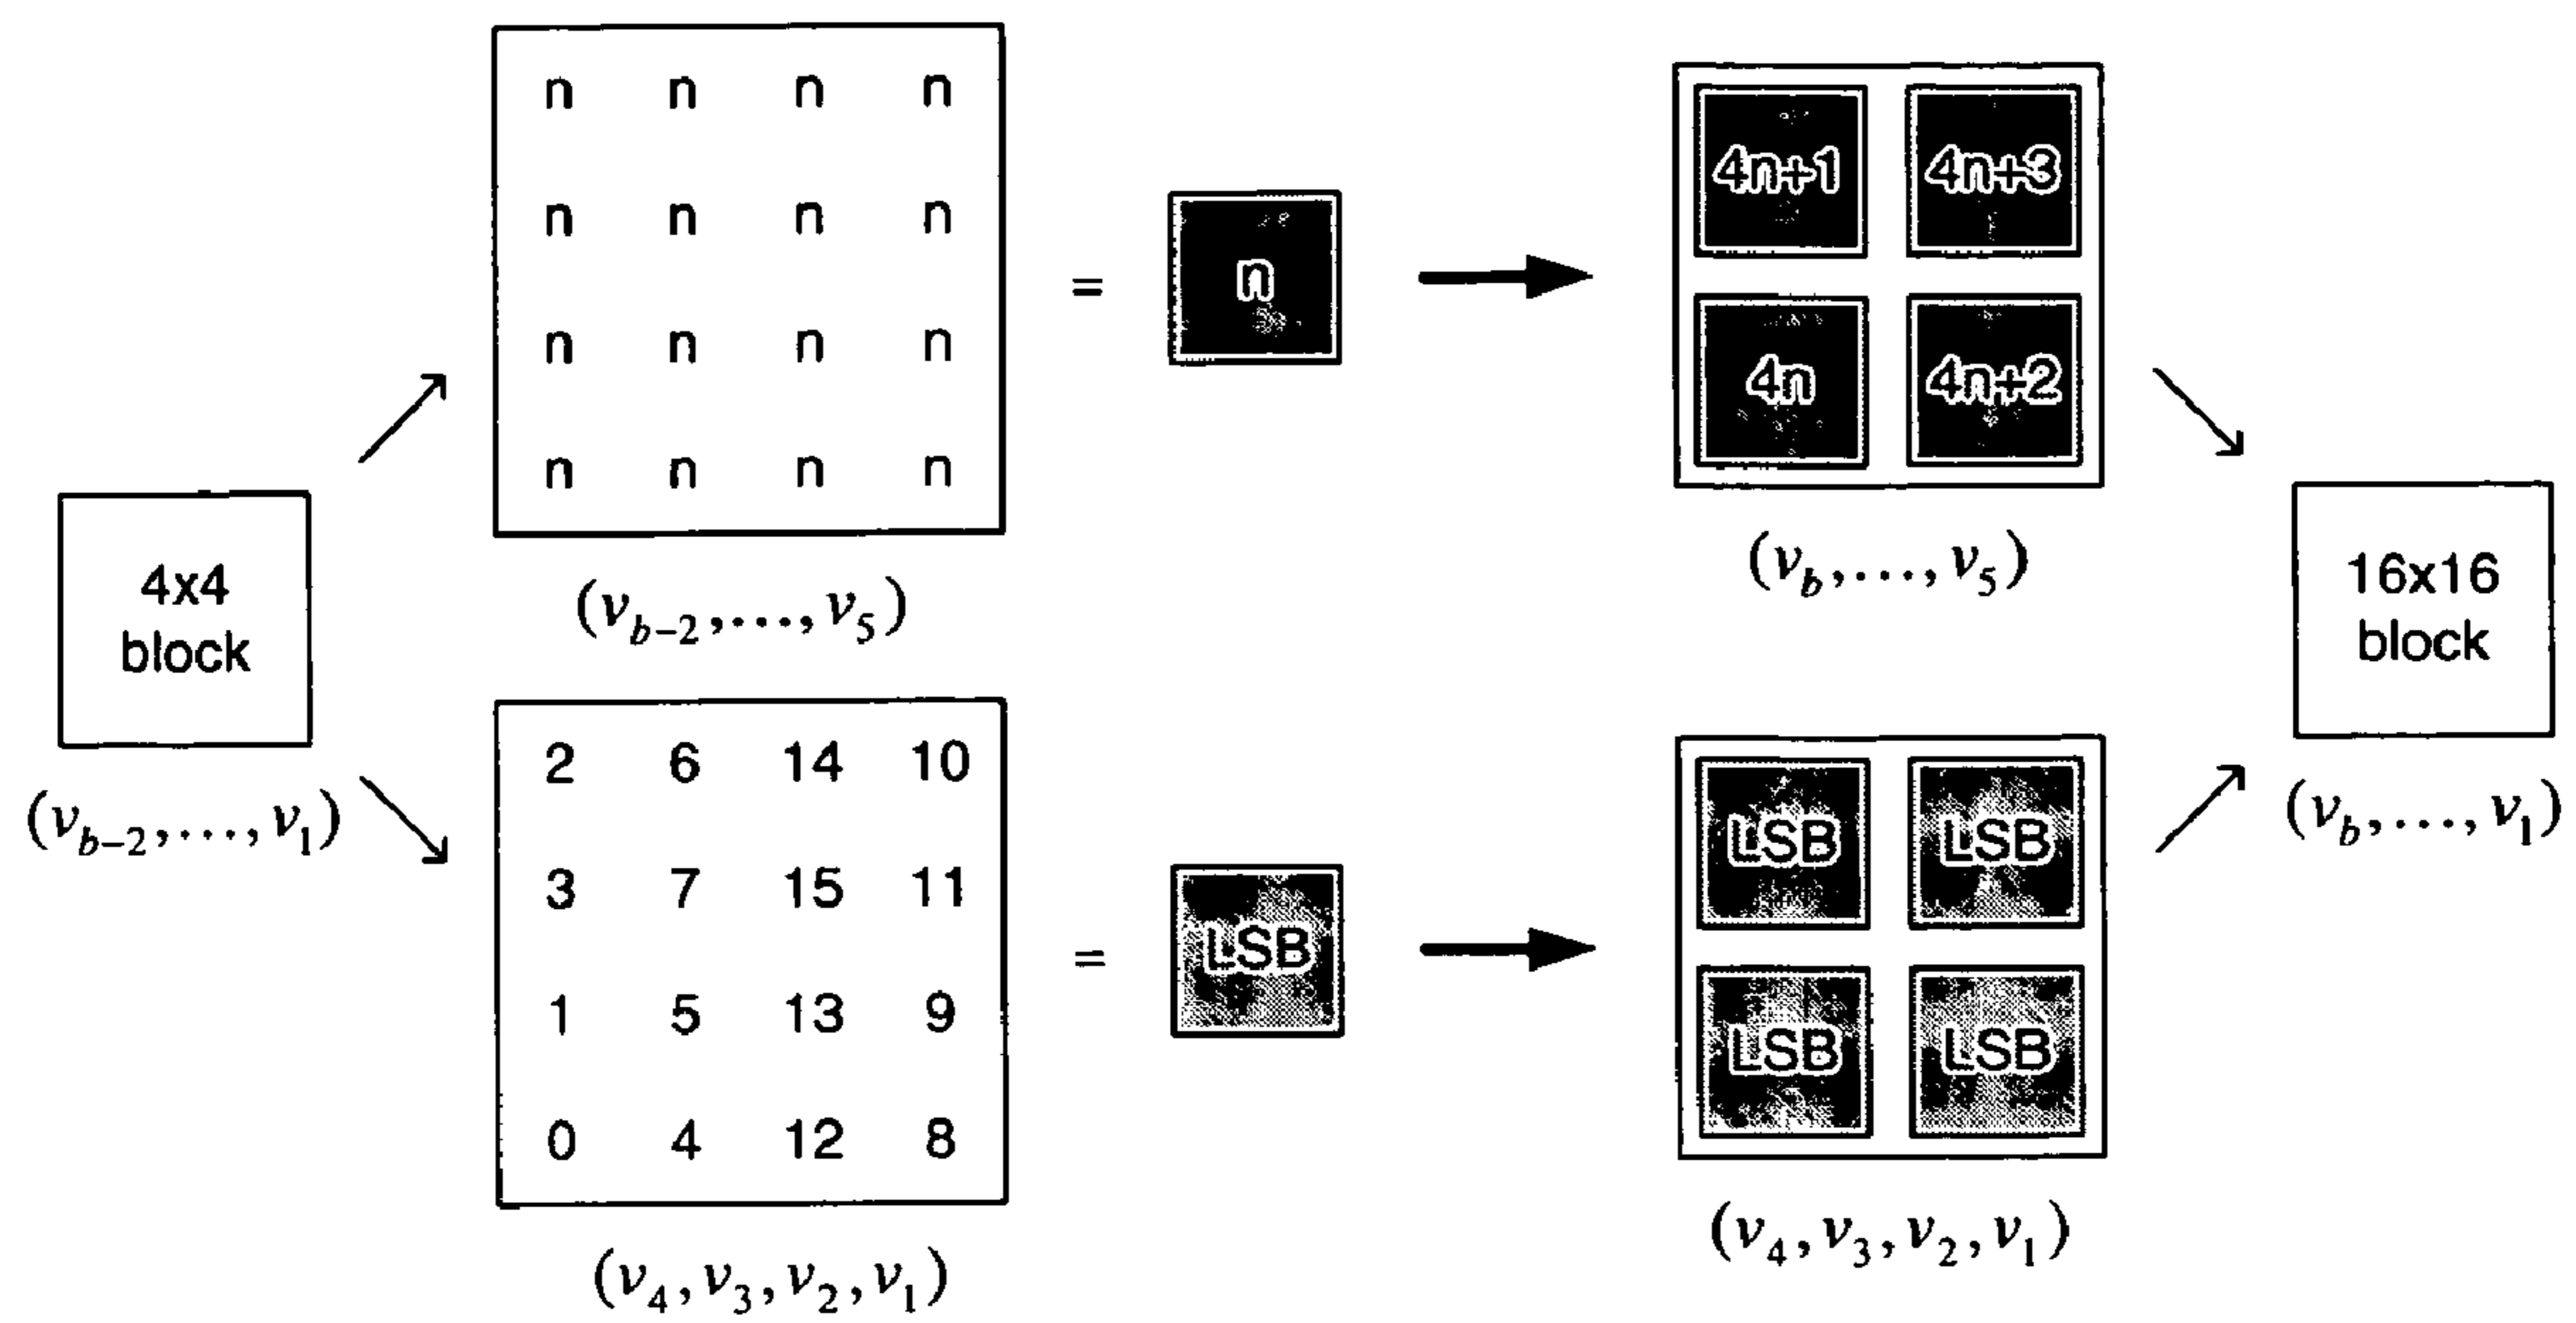 n n n n
n n n n
n n n n
n n n n
(v_{b-2},...,v_5)
=
n
4n+1 4n+3
4n 4n+2
(v_b,...,v_5)
4x4
block
(v_{b-2},...,v_1)
2 6 14 10
3 7 15 11
1 5 13 9
0 4 12 8
(v_4,v_3,v_2,v_1)
=
LSB
LSB LSB
LSB LSB
(v_4,v_3,v_2,v_1)
16x16
block
(v_b,...,v_1)